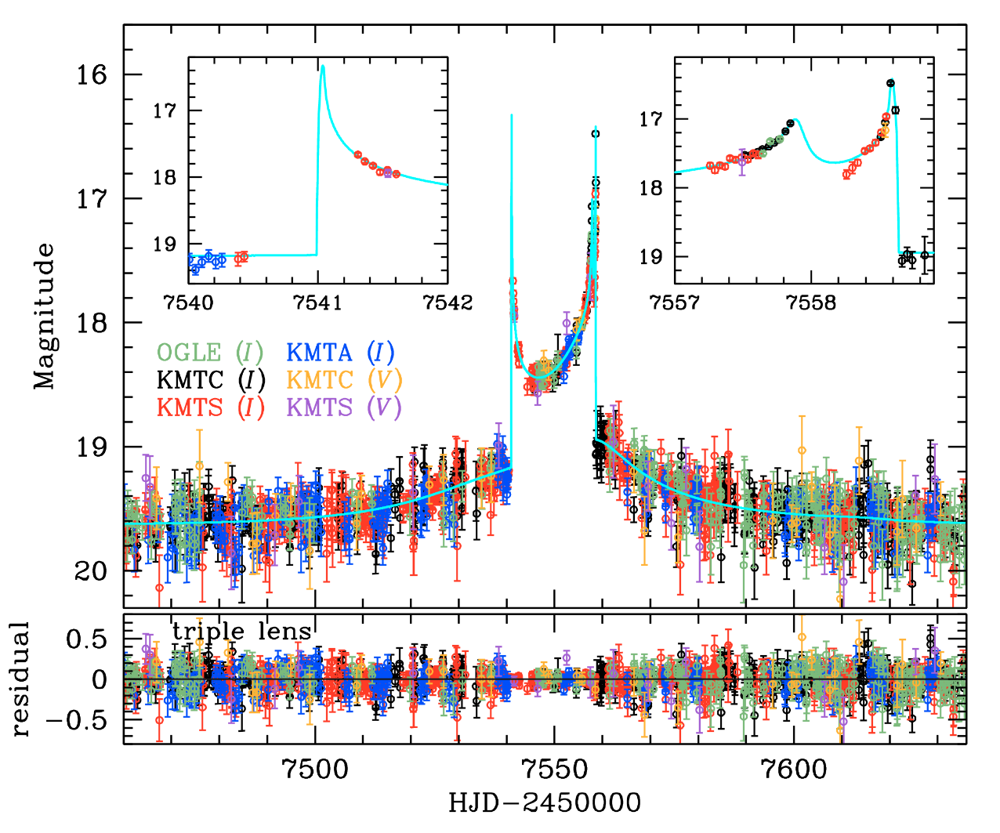 16
17
18
19
20
Magnitude
17
18
19
7540 7541 7542
17
18
19
7557 7558
OGLE (I) KMTA (I)
KMTC (I) KMTC (V)
KMTS (I) KMTS (V)
triple lens
0.5
0
−0.5
residual
7500 7550 7600
HJD−2450000